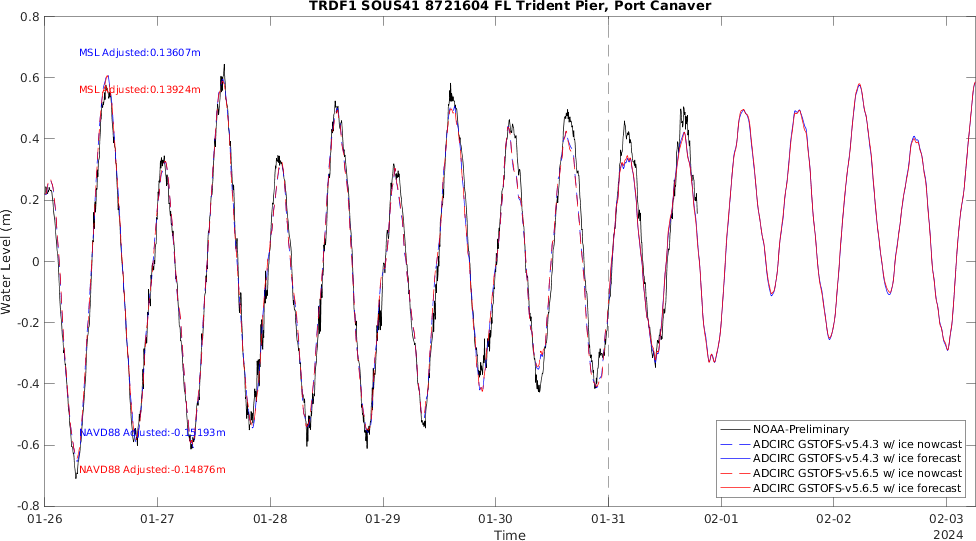 TRDF1 SOUS41 8721604 FL Trident Pier, Port Canaver
0.8
0.6
0.4
0.2
0
-0.2
-0.4
-0.6
-0.8
Water Level (m)
MSL Adjusted:0.13607m
MSL Adjusted:0.13924m
NAVD88 Adjusted:-0.15193m
NAVD88 Adjusted:-0.14876m
NOAA-Preliminary
ADCIRC GSTOFS-v5.4.3 w/ ice nowcast
ADCIRC GSTOFS-v5.4.3 w/ ice forecast
ADCIRC GSTOFS-v5.6.5 w/ ice nowcast
ADCIRC GSTOFS-v5.6.5 w/ ice forecast
01-26 01-27 01-28 01-29 01-30 01-31 02-01 02-02 02-03
Time 2024